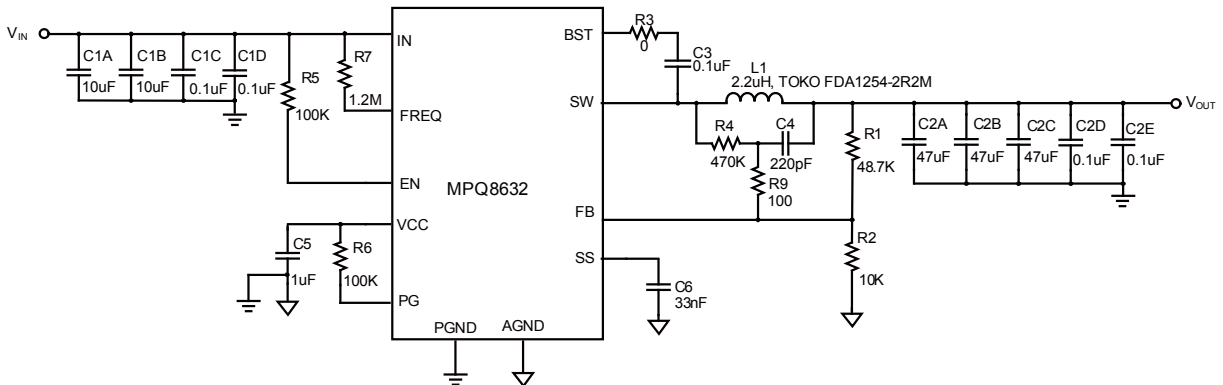 V_IN
C1A
10uF
C1B
10uF
C1C
0.1uF
C1D
0.1uF
R5
100K
R7
1.2M
IN
FREQ
EN
VCC
PG
PGND
AGND
MPQ8632
BST
SW
FB
SS
C5
1uF
R6
100K
R3
0
C3
0.1uF
L1
2.2uH, TOKO FDA1254-2R2M
R4
470K
C4
220pF
R9
100
R1
48.7K
R2
10K
C6
33nF
C2A
47uF
C2B
47uF
C2C
47uF
C2D
0.1uF
C2E
0.1uF
V_OUT